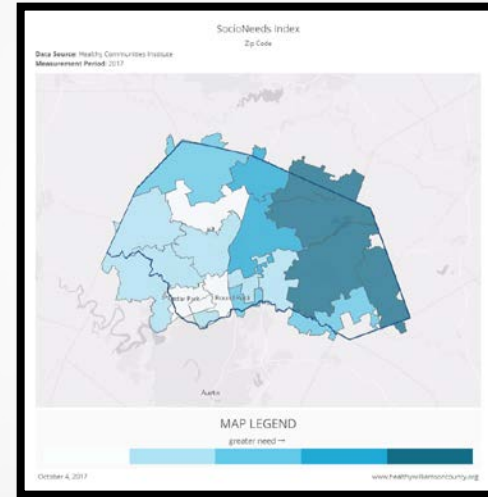 SocioNeeds Index
Zip Code
Data Source: Healthy Communities Institute
Measurement Period: 2017
Cedar Park
Round Rock
Austin
MAP LEGEND
greater need →
October 4, 2017
www.healthywilliamsoncounty.org